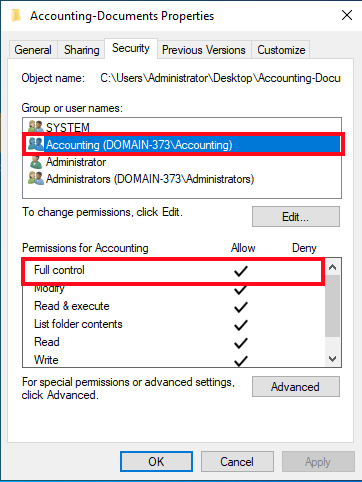 Accounting-Documents Properties
General Sharing Security Previous Versions Customize
Object name: C:\Users\Administrator\Desktop\Accounting-Docu
Group or user names:
SYSTEM
Accounting (DOMAIN-373\Accounting)
Administrator
Administrators (DOMAIN-373\Administrators)
To change permissions, click Edit.
Edit...
Permissions for Accounting Allow Deny
Full control
Modify
Read & execute
List folder contents
Read
Write
For special permissions or advanced settings,
click Advanced.
Advanced
OK Cancel Apply